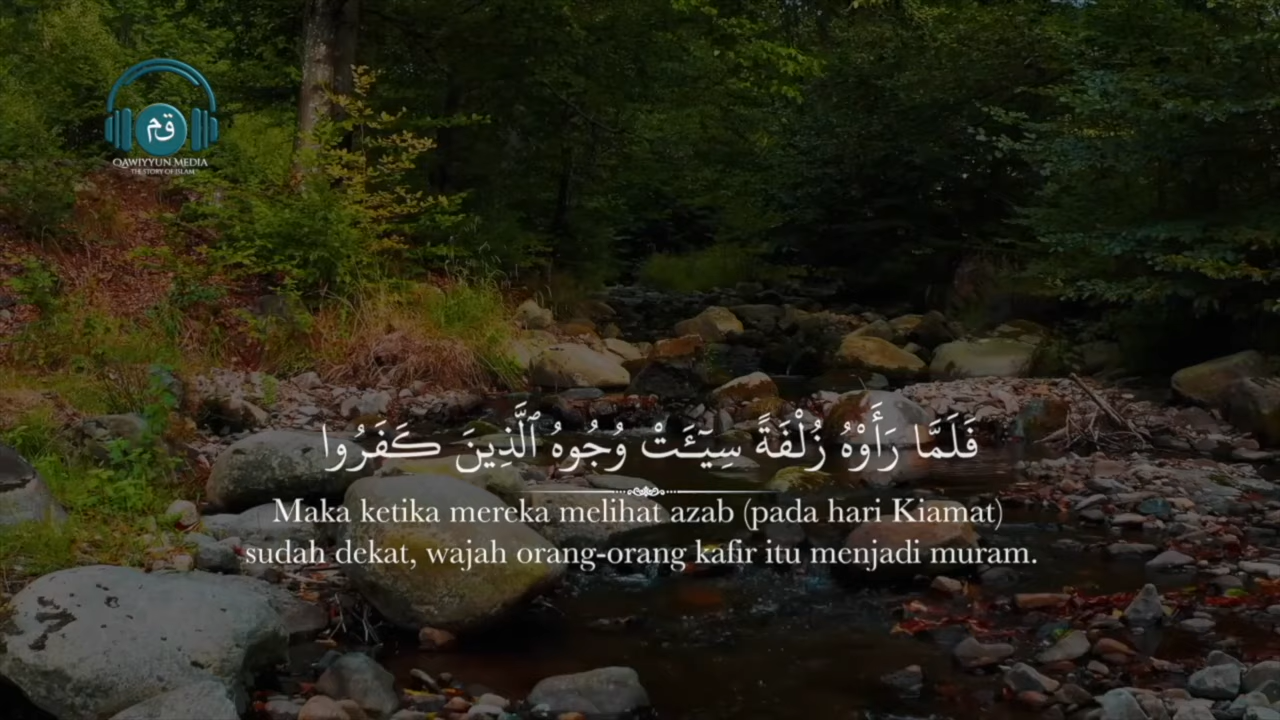 قم
QAWIYYUN MEDIA
THE STORY OF ISLAM
فَلَمَّا رَأَوْهُ زُلْفَةً سِيٓـَٔتْ وُجُوهُ ٱلَّذِينَ كَفَرُوا
Maka ketika mereka melihat azab (pada hari Kiamat)
sudah dekat, wajah orang-orang kafir itu menjadi muram.